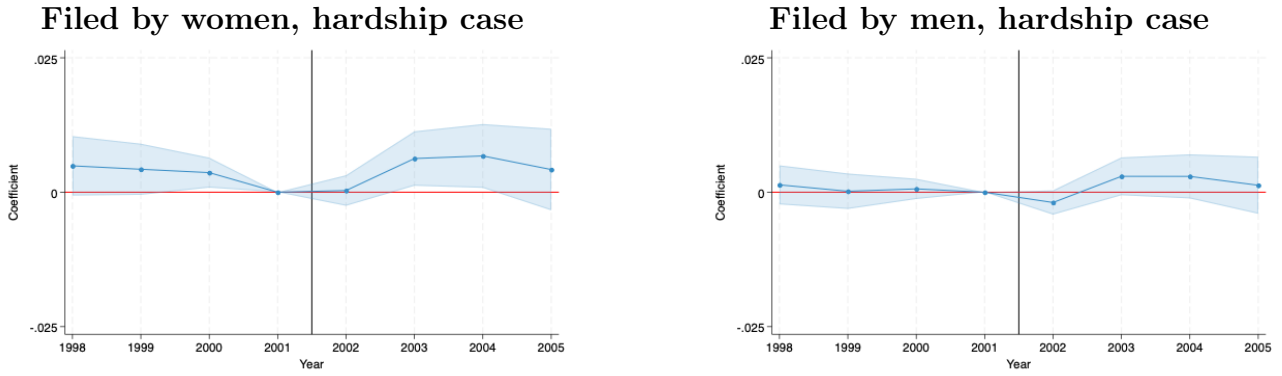 Filed by women, hardship case
.025
0
-.025
Coefficient
1998 1999 2000 2001 2002 2003 2004 2005
Year
Filed by men, hardship case
.025
0
-.025
Coefficient
1998 1999 2000 2001 2002 2003 2004 2005
Year